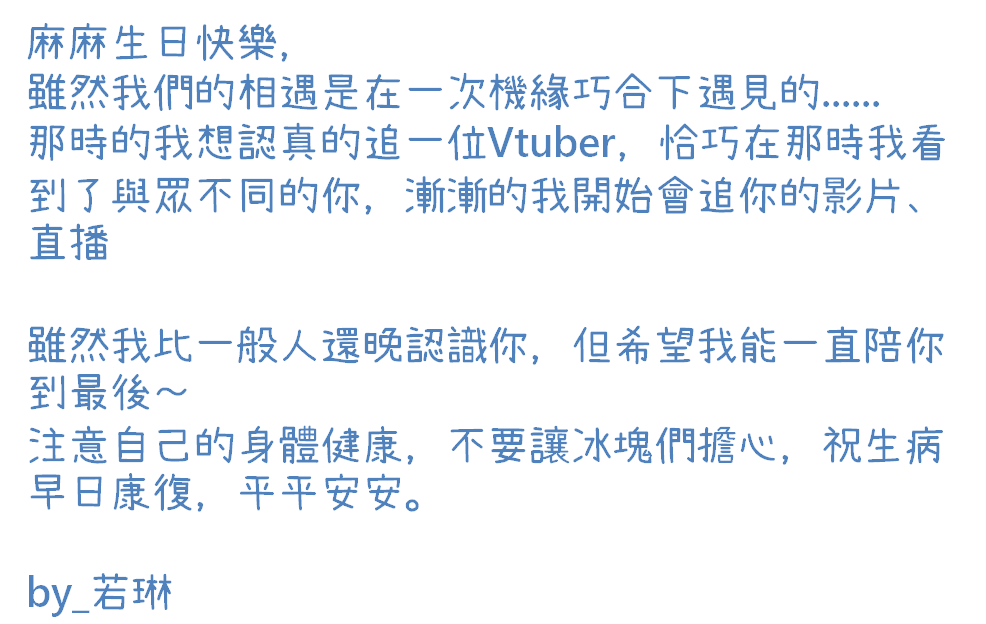 麻麻生日快樂，
雖然我們的相遇是在一次機緣巧合下遇見的......
那時的我想認真的追一位Vtuber，恰巧在那時我看
到了與眾不同的你，漸漸的我開始會追你的影片、
直播
雖然我比一般人還晚認識你，但希望我能一直陪你
到最後～
注意自己的身體健康，不要讓冰塊們擔心，祝生病
早日康復，平平安安。
by_若琳